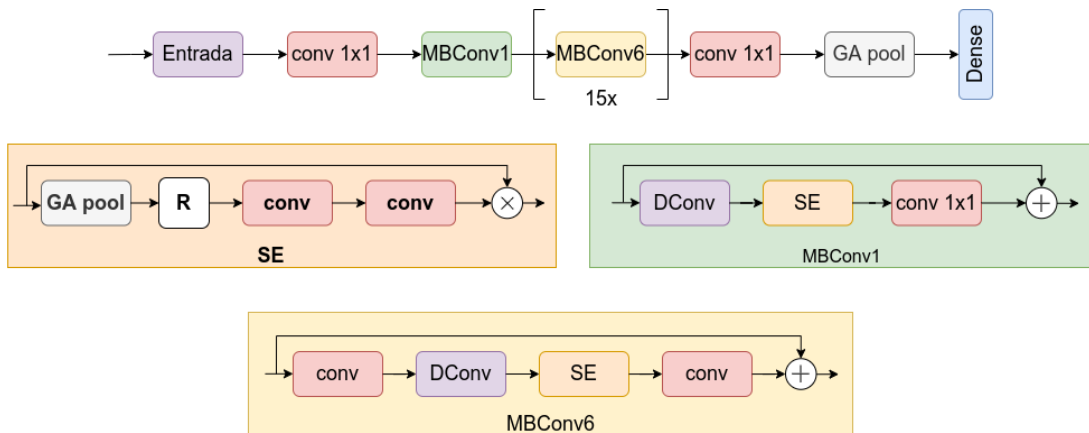 Entrada
conv 1x1
MBConv1
MBConv6
15x
conv 1x1
GA pool
Dense
GA pool
R
conv
conv
SE
DConv
SE
conv 1x1
MBConv1
conv
DConv
SE
conv
MBConv6